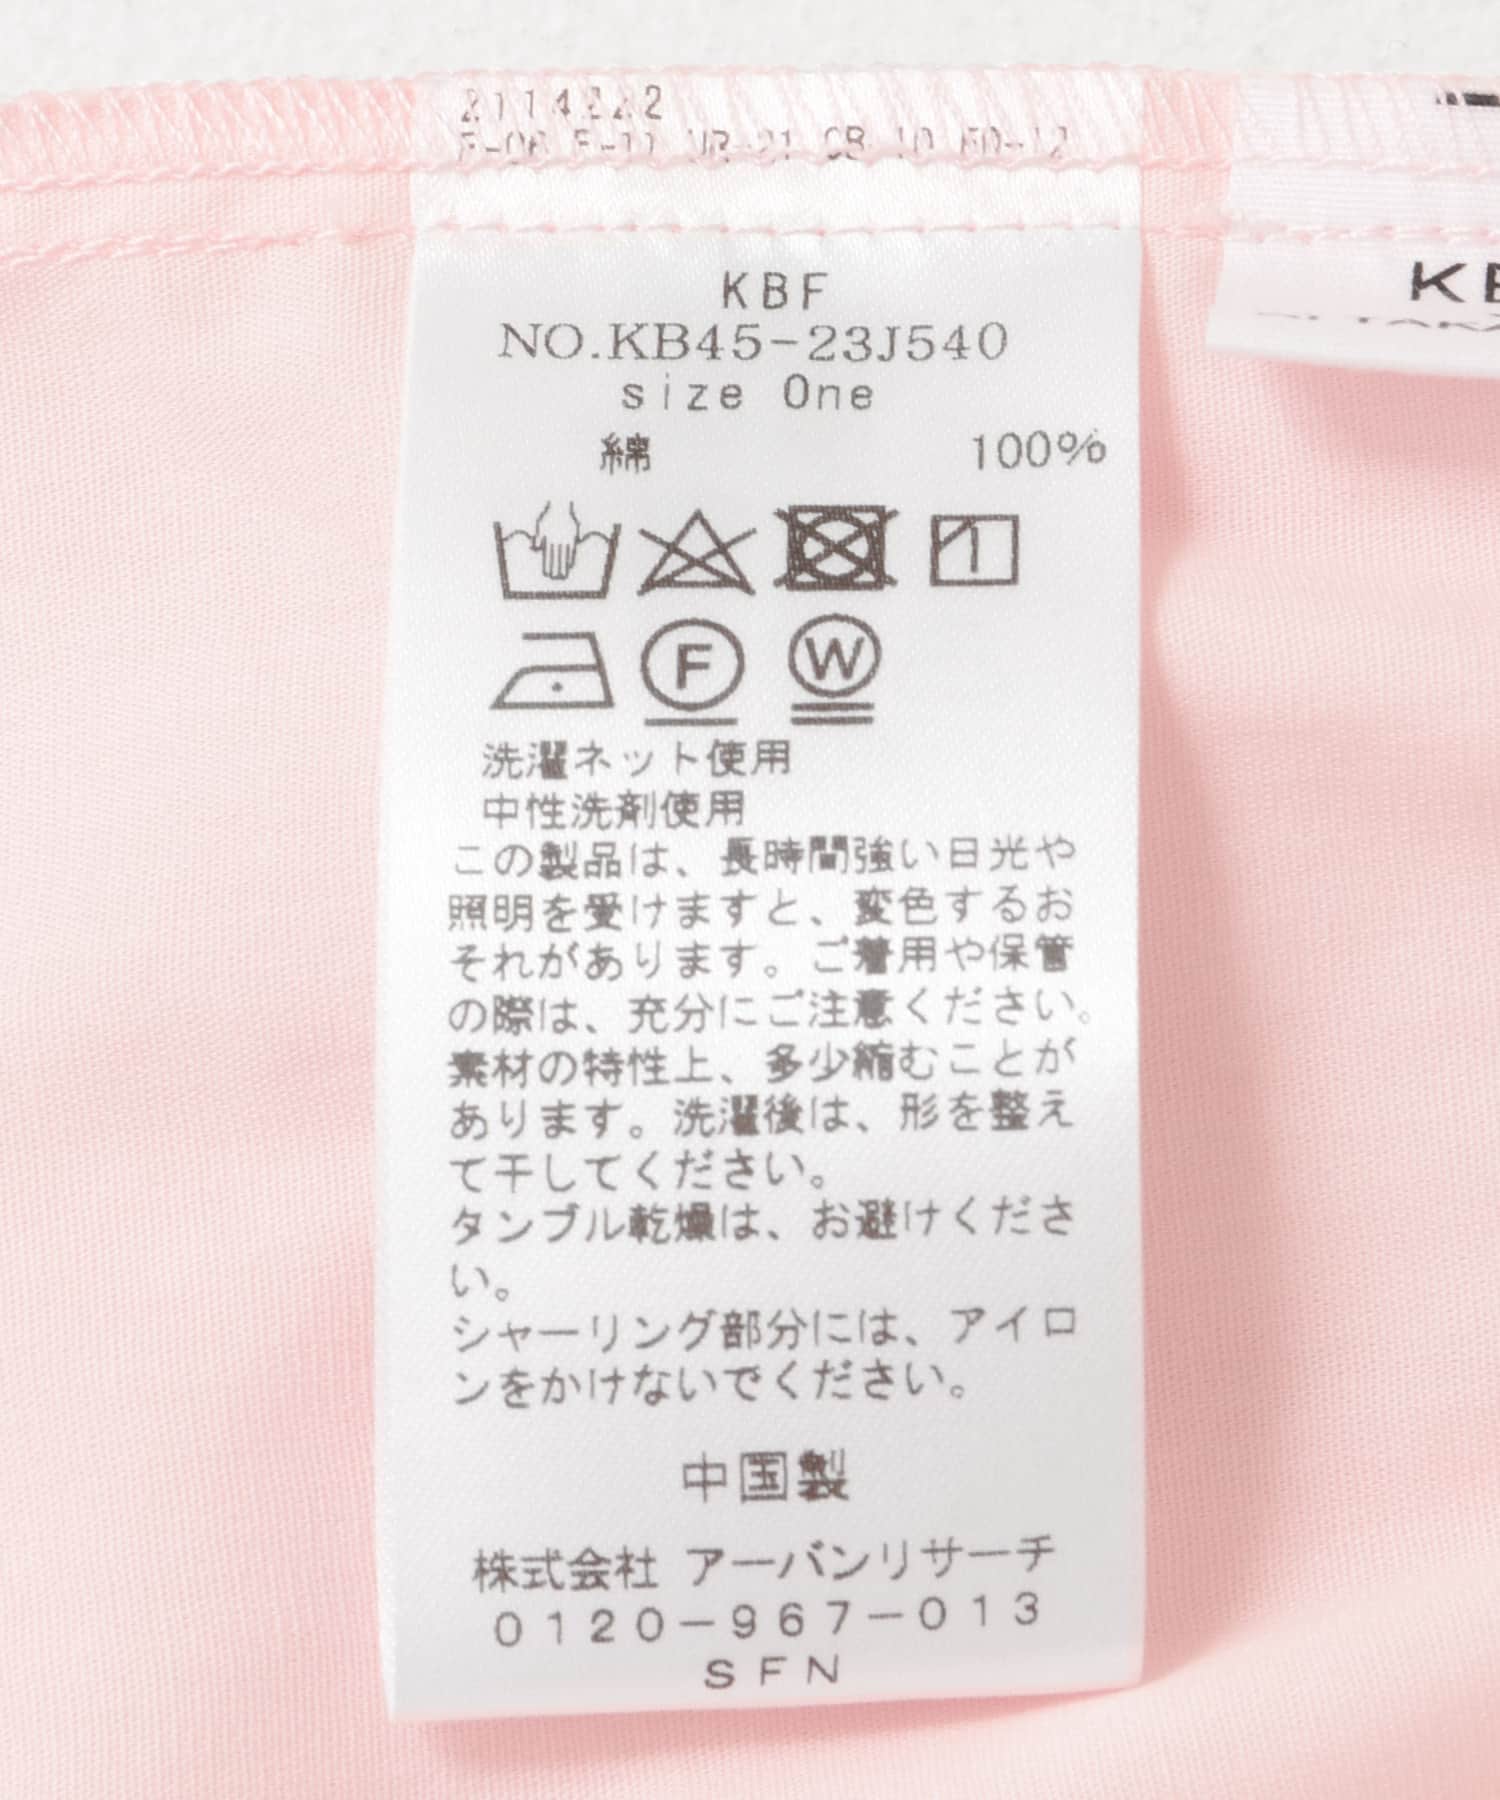 2114222
KBF
NO.KB45-23J540
size One
綿 100%
F
W
洗濯ネット使用
中性洗剤使用
この製品は、長時間強い日光や
照明を受けますと、変色するお
それがあります。ご着用や保管
の際は、充分にご注意ください。
素材の特性上、多少縮むことが
あります。洗濯後は、形を整え
て干してください。
タンブル乾燥は、お避けくださ
い。
シャーリング部分には、アイロ
ンをかけないでください。
中国製
株式会社 アーバンリサーチ
0120-967-013
SFN